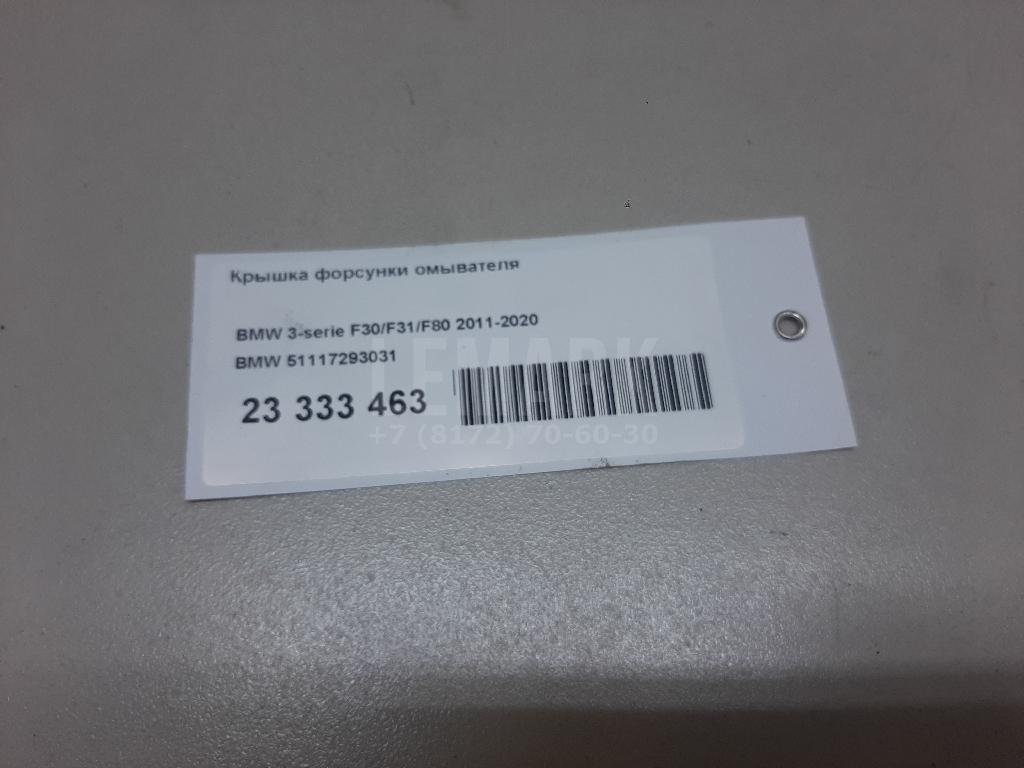 Крышка форсунки омывателя
BMW 3-serie F30/F31/F80 2011-2020
BMW 51117293031
23 333 463
LEMARK
+7 (8172) 70-60-30